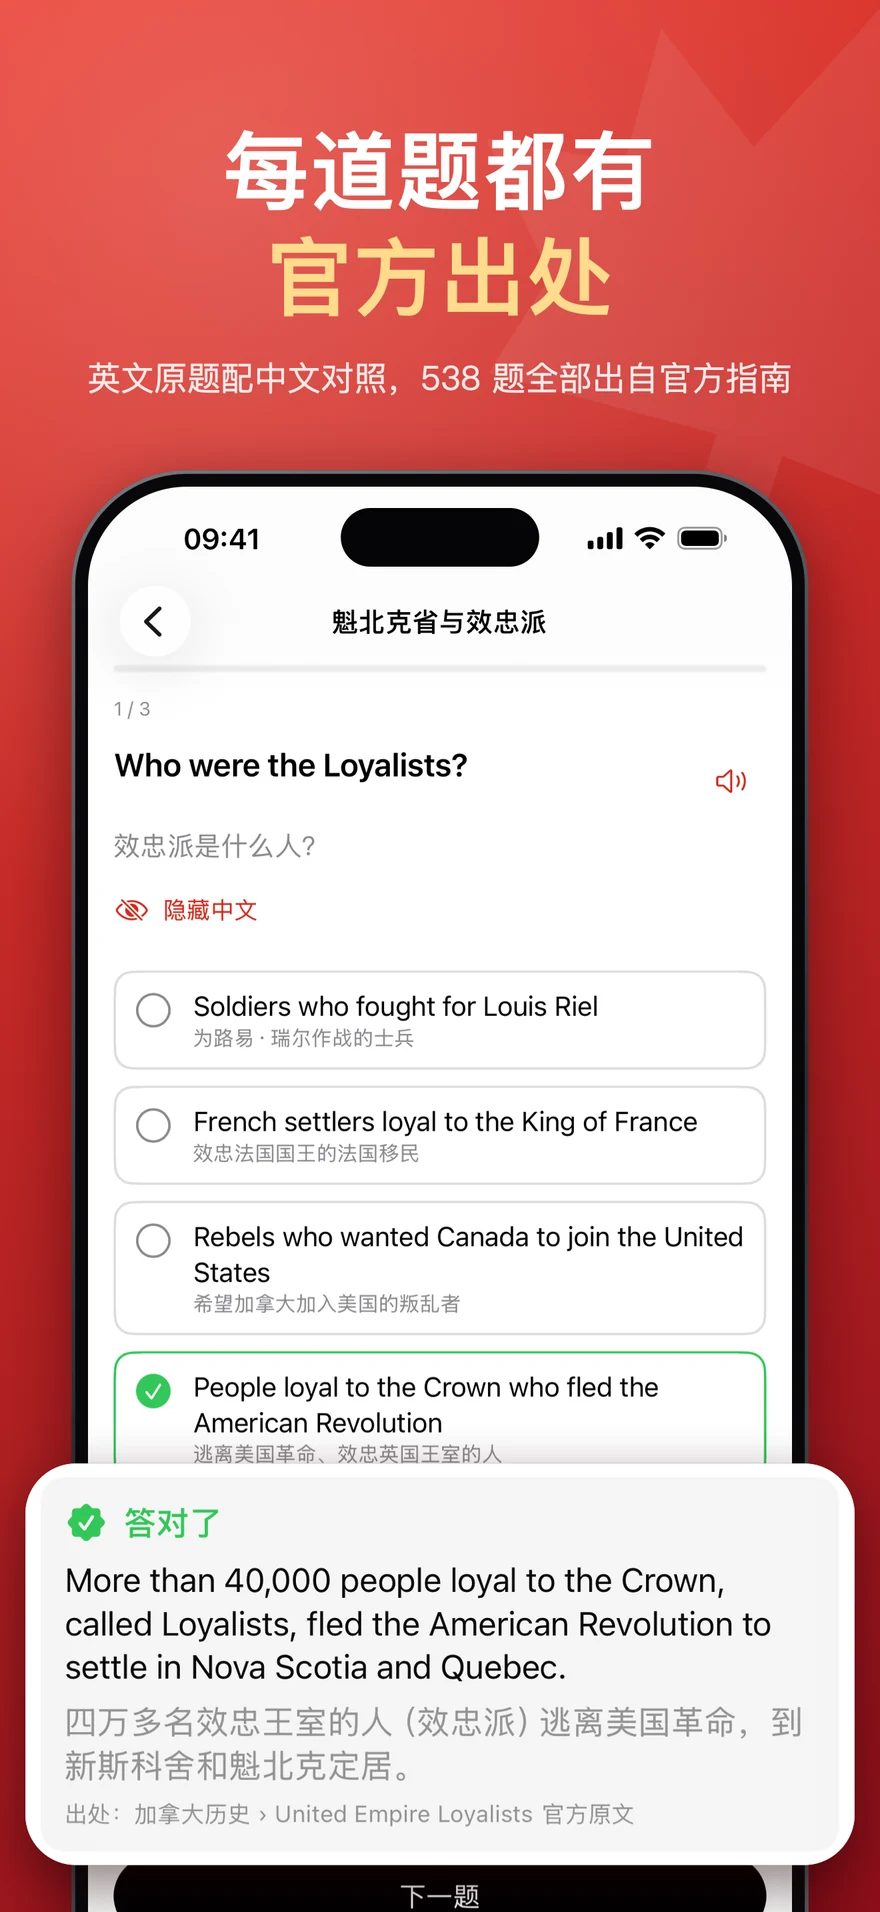 每道题都有
官方出处
英文原题配中文对照，538 题全部出自官方指南
09:41
魁北克省与效忠派
1 / 3
Who were the Loyalists?
效忠派是什么人?
隐藏中文
Soldiers who fought for Louis Riel
为路易 · 瑞尔作战的士兵
French settlers loyal to the King of France
效忠法国国王的法国移民
Rebels who wanted Canada to join the United
States
希望加拿大加入美国的叛乱者
People loyal to the Crown who fled the
American Revolution
逃离美国革命、效忠英国王室的人
答对了
More than 40,000 people loyal to the Crown,
called Loyalists, fled the American Revolution to
settle in Nova Scotia and Quebec.
四万多名效忠王室的人（效忠派）逃离美国革命，到
新斯科舍和魁北克定居。
出处：加拿大历史 › United Empire Loyalists 官方原文
下一题